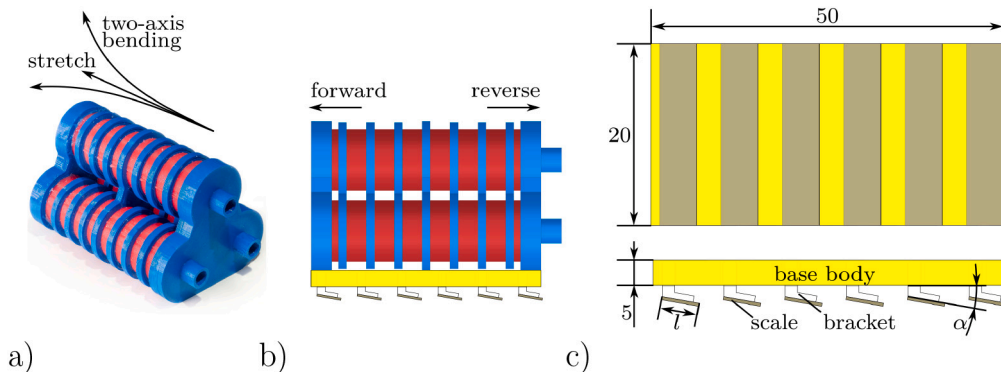 two-axis
bending
stretch
a)
forward
reverse
b)
50
20
base body
5
l
scale
bracket
α
c)